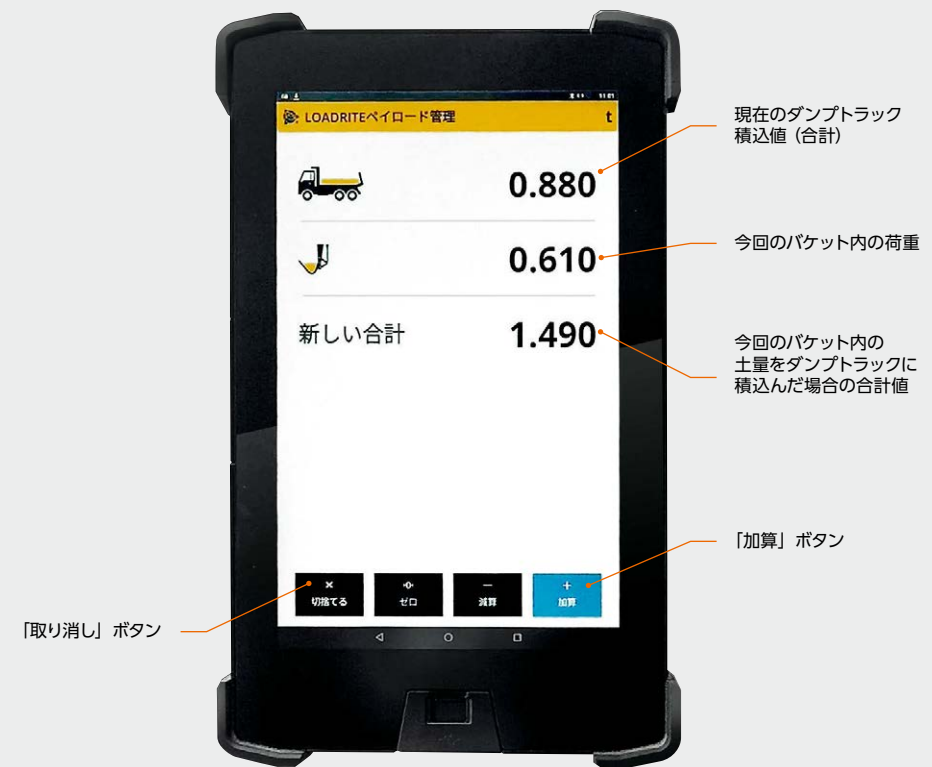 11:01
LOADRITEペイロード管理
t
0.880
0.610
新しい合計
1.490
×
切捨てる
-0-
ゼロ
−
減算
+
加算
現在のダンプトラック
積込値（合計）
今回のバケット内の荷重
今回のバケット内の
土量をダンプトラックに
積込んだ場合の合計値
「加算」ボタン
「取り消し」ボタン